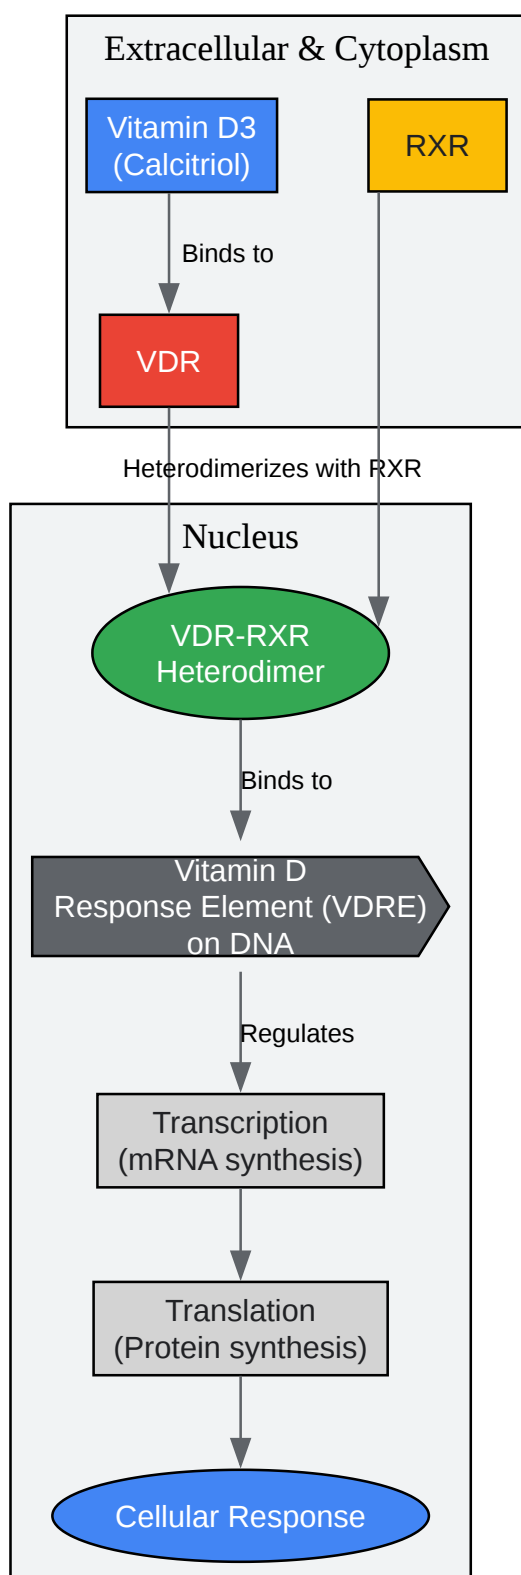 Extracellular & Cytoplasm
Vitamin D3
(Calcitriol)
RXR
Binds to
VDR
Heterodimerizes with RXR
Nucleus
VDR-RXR
Heterodimer
Binds to
Vitamin D
Response Element (VDRE)
on DNA
Regulates
Transcription
(mRNA synthesis)
Translation
(Protein synthesis)
Cellular Response